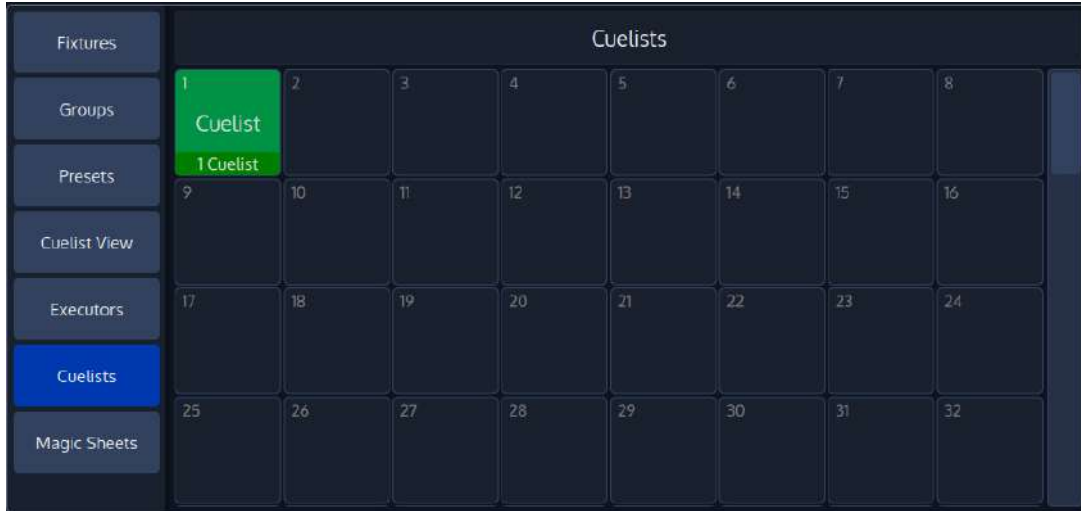 Fixtures
Groups
Presets
Cuelist View
Executors
Cuelists
Magic Sheets
Cuelists
1 2 3 4 5 6 7 8
Cuelist
1 Cuelist
9 10 11 12 13 14 15 16
17 18 19 20 21 22 23 24
25 26 27 28 29 30 31 32